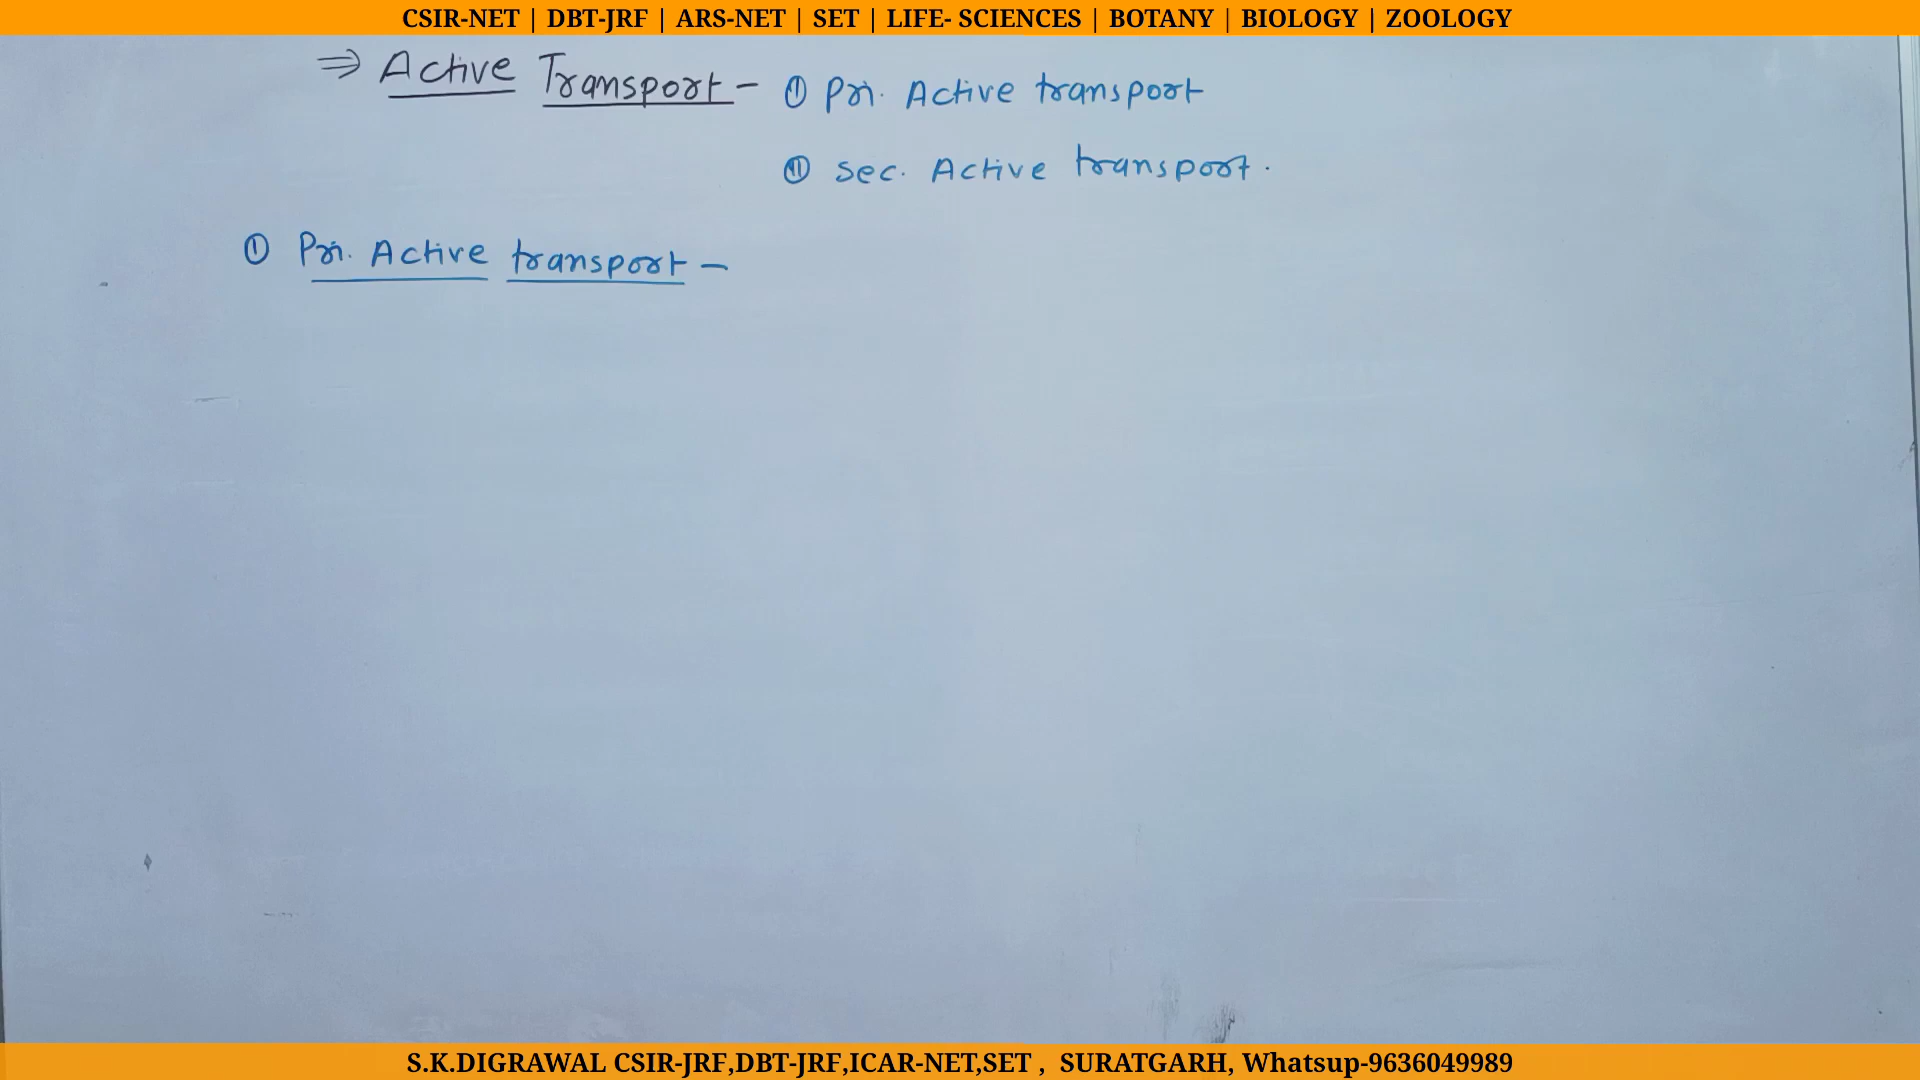 CSIR-NET | DBT-JRF | ARS-NET | SET | LIFE- SCIENCES | BOTANY | BIOLOGY | ZOOLOGY
⇒ Active Transport - ① Pri. Active transport
② Sec. Active transport.
① Pri. Active transport -
S.K.DIGRAWAL CSIR-JRF,DBT-JRF,ICAR-NET,SET , SURATGARH, Whatsup-9636049989